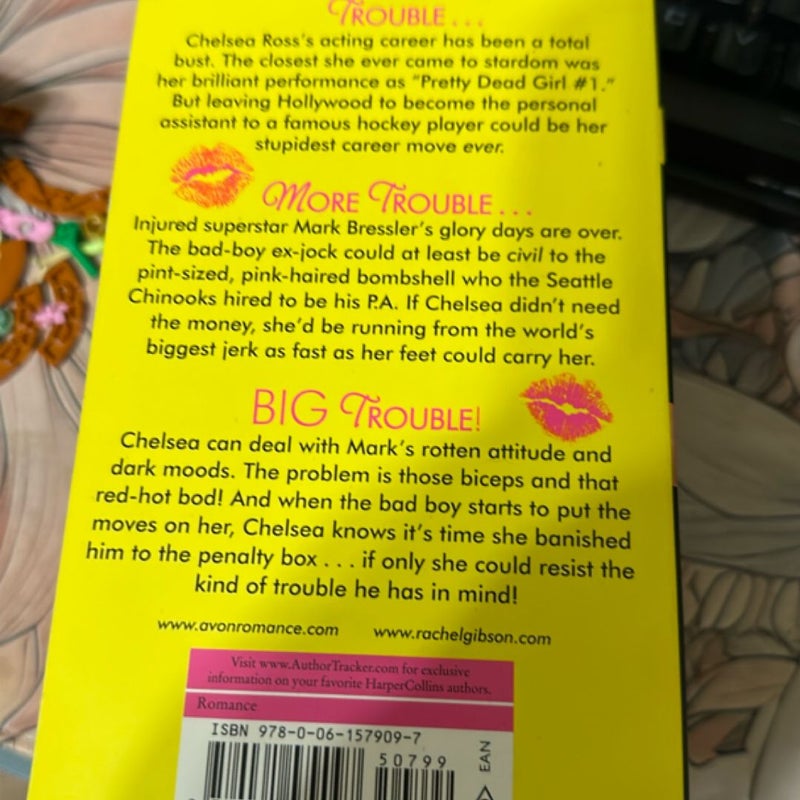 TROUBLE...
Chelsea Ross's acting career has been a total
bust. The closest she ever came to stardom was
her brilliant performance as "Pretty Dead Girl #1."
But leaving Hollywood to become the personal
assistant to a famous hockey player could be her
stupidest career move ever.
MORE TROUBLE...
Injured superstar Mark Bressler's glory days are over.
The bad-boy ex-jock could at least be civil to the
pint-sized, pink-haired bombshell who the Seattle
Chinooks hired to be his P.A. If Chelsea didn't need
the money, she'd be running from the world's
biggest jerk as fast as her feet could carry her.
BIG TROUBLE!
Chelsea can deal with Mark's rotten attitude and
dark moods. The problem is those biceps and that
red-hot bod! And when the bad boy starts to put the
moves on her, Chelsea knows it's time she banished
him to the penalty box... if only she could resist the
kind of trouble he has in mind!
www.avonromance.com www.rachelgibson.com
Visit www.AuthorTracker.com for exclusive
information on your favorite HarperCollins authors.
Romance
ISBN 978-0-06-157909-7
50799
EAN